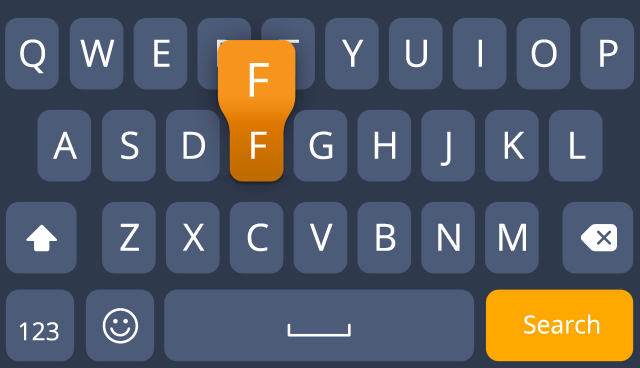 Q W E Y U I O P
F
A S D F G H J K L
Z X C V B N M
123 Search